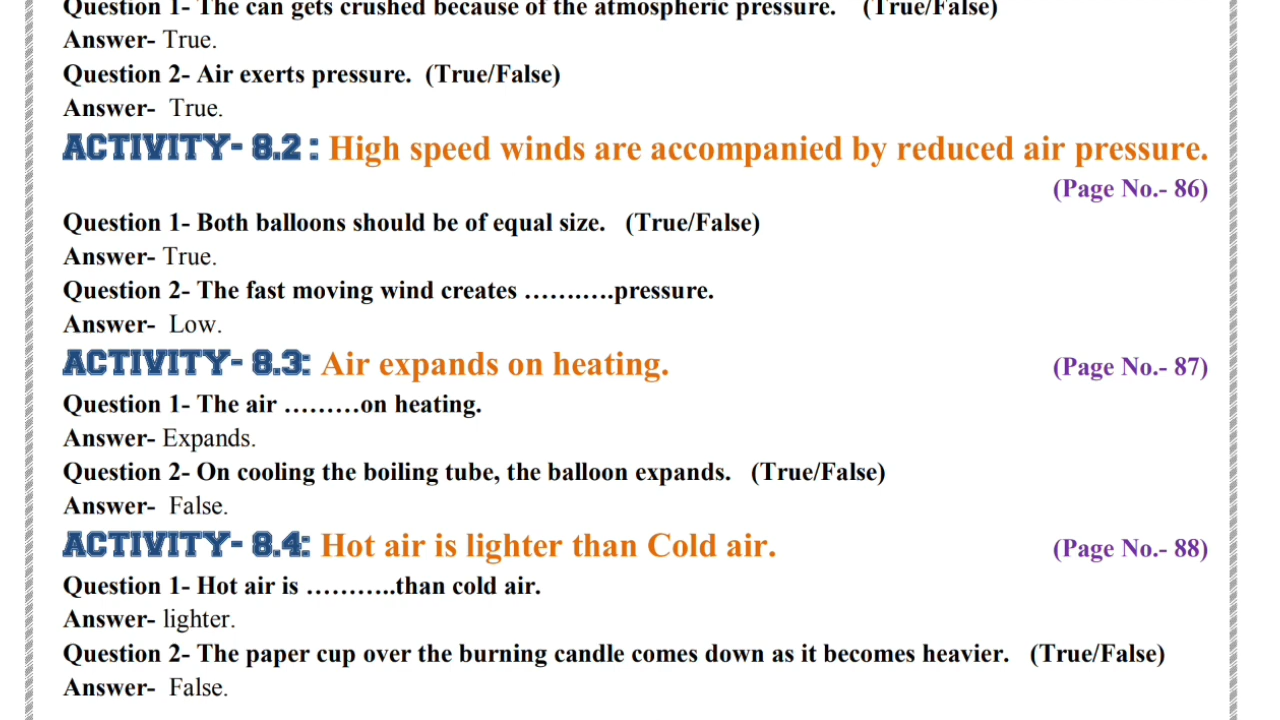 Question 1- The can gets crushed because of the atmospheric pressure. (True/False)
Answer- True.
Question 2- Air exerts pressure. (True/False)
Answer- True.
ACTIVITY- 8.2 : High speed winds are accompanied by reduced air pressure.
(Page No.- 86)
Question 1- Both balloons should be of equal size. (True/False)
Answer- True.
Question 2- The fast moving wind creates ………..pressure.
Answer- Low.
ACTIVITY- 8.3: Air expands on heating. (Page No.- 87)
Question 1- The air ………on heating.
Answer- Expands.
Question 2- On cooling the boiling tube, the balloon expands. (True/False)
Answer- False.
ACTIVITY- 8.4: Hot air is lighter than Cold air. (Page No.- 88)
Question 1- Hot air is ………..than cold air.
Answer- lighter.
Question 2- The paper cup over the burning candle comes down as it becomes heavier. (True/False)
Answer- False.